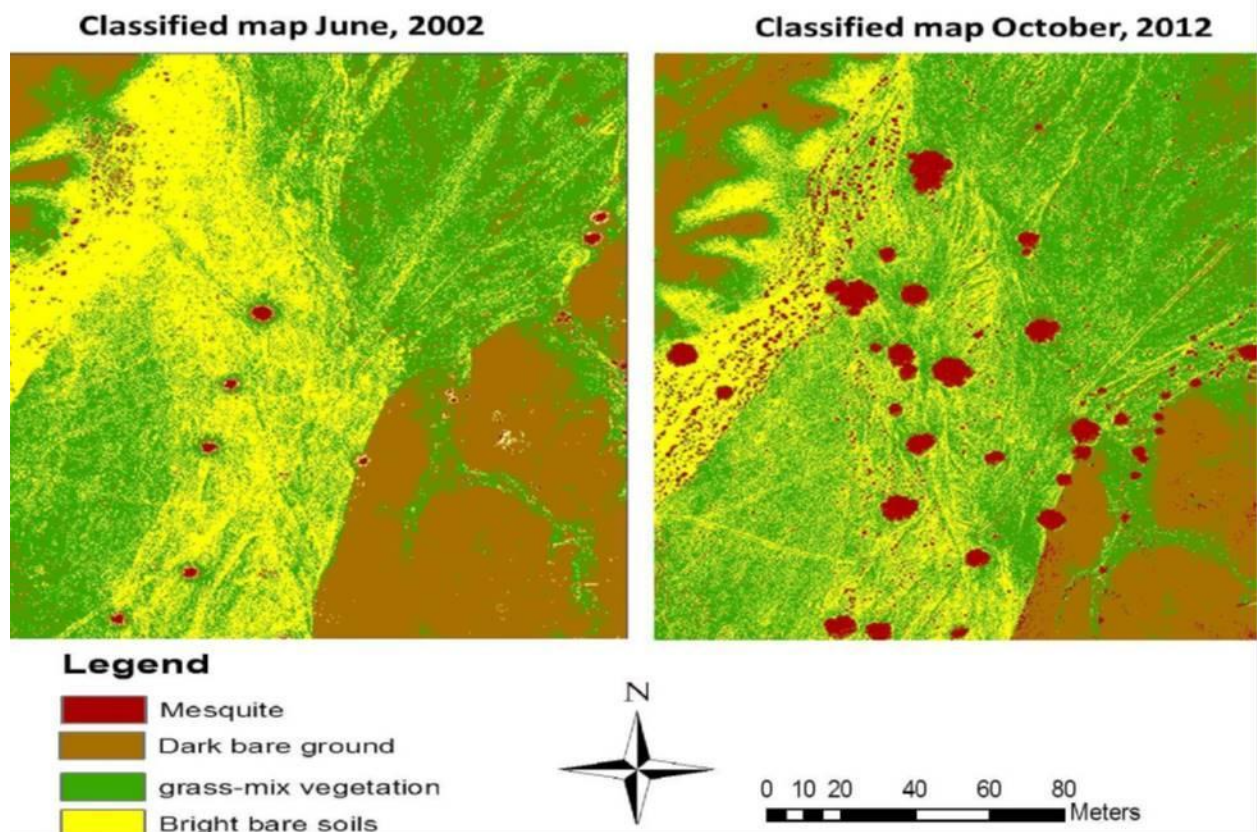 Classified map June, 2002
Classified map October, 2012
Legend
Mesquite
Dark bare ground
grass-mix vegetation
Bright bare soils
N
0 10 20 40 60 80
Meters